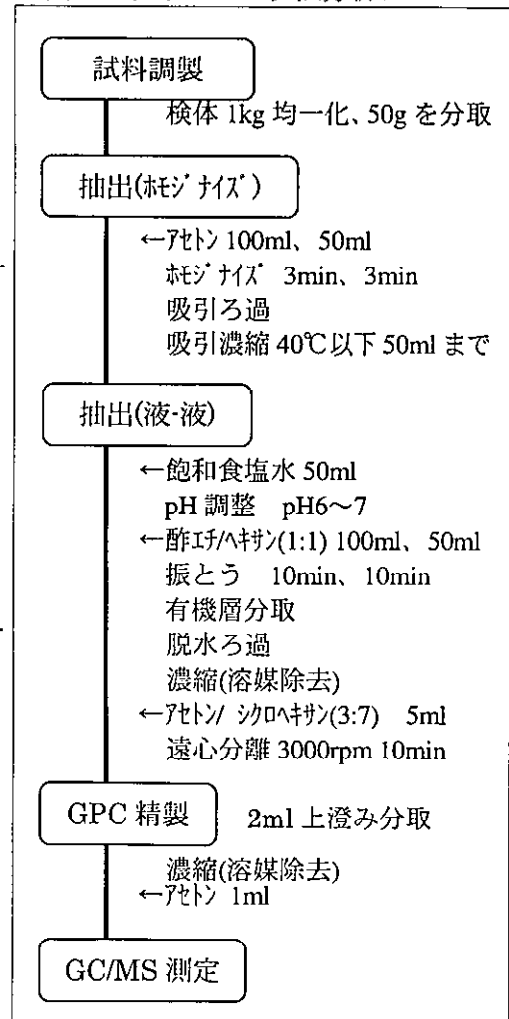 試料調製
検体 1kg 均一化、50g を分取
抽出(ﾎﾓｼﾞﾅｲｽﾞ)
←ｱｾﾄﾝ 100ml、50ml
ﾎﾓｼﾞﾅｲｽﾞ 3min、3min
吸引ろ過
吸引濃縮 40℃以下 50ml まで
抽出(液-液)
←飽和食塩水 50ml
pH 調整 pH6～7
←酢ｴﾁ/ﾍｷｻﾝ(1:1) 100ml、50ml
振とう 10min、10min
有機層分取
脱水ろ過
濃縮(溶媒除去)
←ｱｾﾄﾝ/ ｼｸﾛﾍｷｻﾝ(3:7) 5ml
遠心分離 3000rpm 10min
GPC 精製 2ml 上澄み分取
濃縮(溶媒除去)
←ｱｾﾄﾝ 1ml
GC/MS 測定